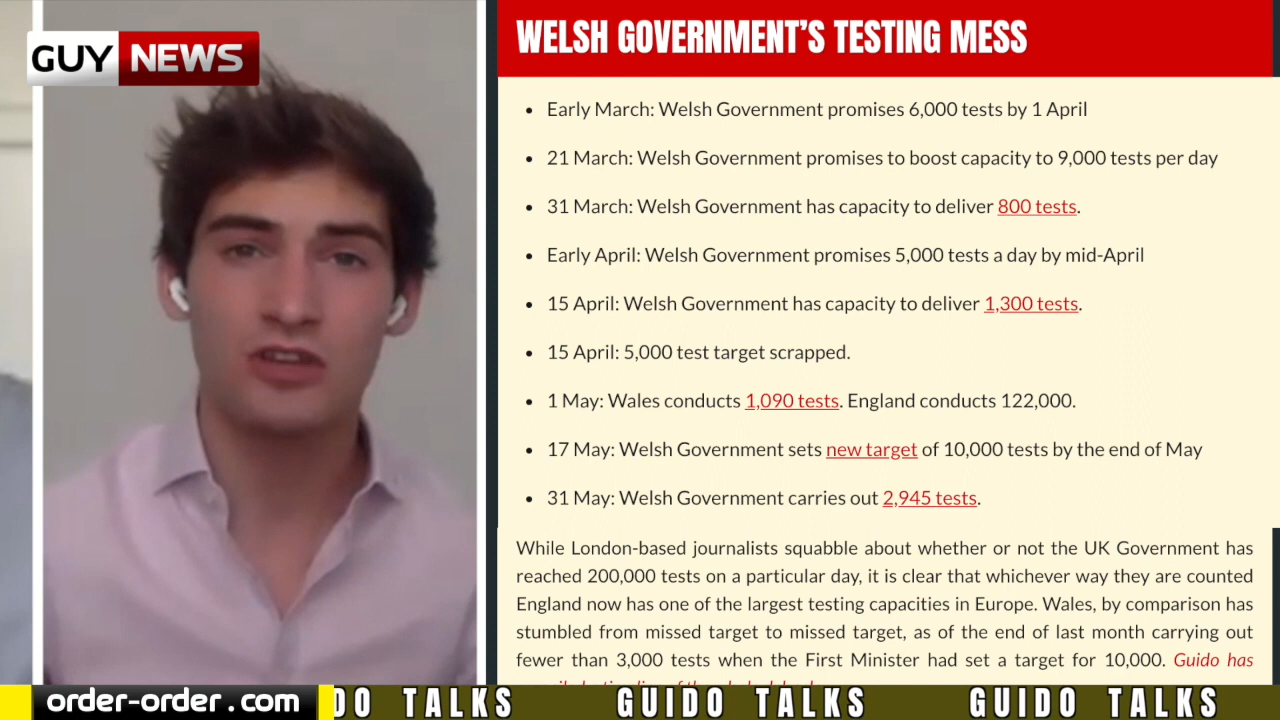 GUY NEWS
WELSH GOVERNMENT'S TESTING MESS
• Early March: Welsh Government promises 6,000 tests by 1 April
• 21 March: Welsh Government promises to boost capacity to 9,000 tests per day
• 31 March: Welsh Government has capacity to deliver 800 tests.
• Early April: Welsh Government promises 5,000 tests a day by mid-April
• 15 April: Welsh Government has capacity to deliver 1,300 tests.
• 15 April: 5,000 test target scrapped.
• 1 May: Wales conducts 1,090 tests. England conducts 122,000.
• 17 May: Welsh Government sets new target of 10,000 tests by the end of May
• 31 May: Welsh Government carries out 2,945 tests.
While London-based journalists squabble about whether or not the UK Government has
reached 200,000 tests on a particular day, it is clear that whichever way they are counted
England now has one of the largest testing capacities in Europe. Wales, by comparison has
stumbled from missed target to missed target, as of the end of last month carrying out
fewer than 3,000 tests when the First Minister had set a target for 10,000. Guido has
order-order.com DO TALKS GUIDO TALKS GUIDO TALKS